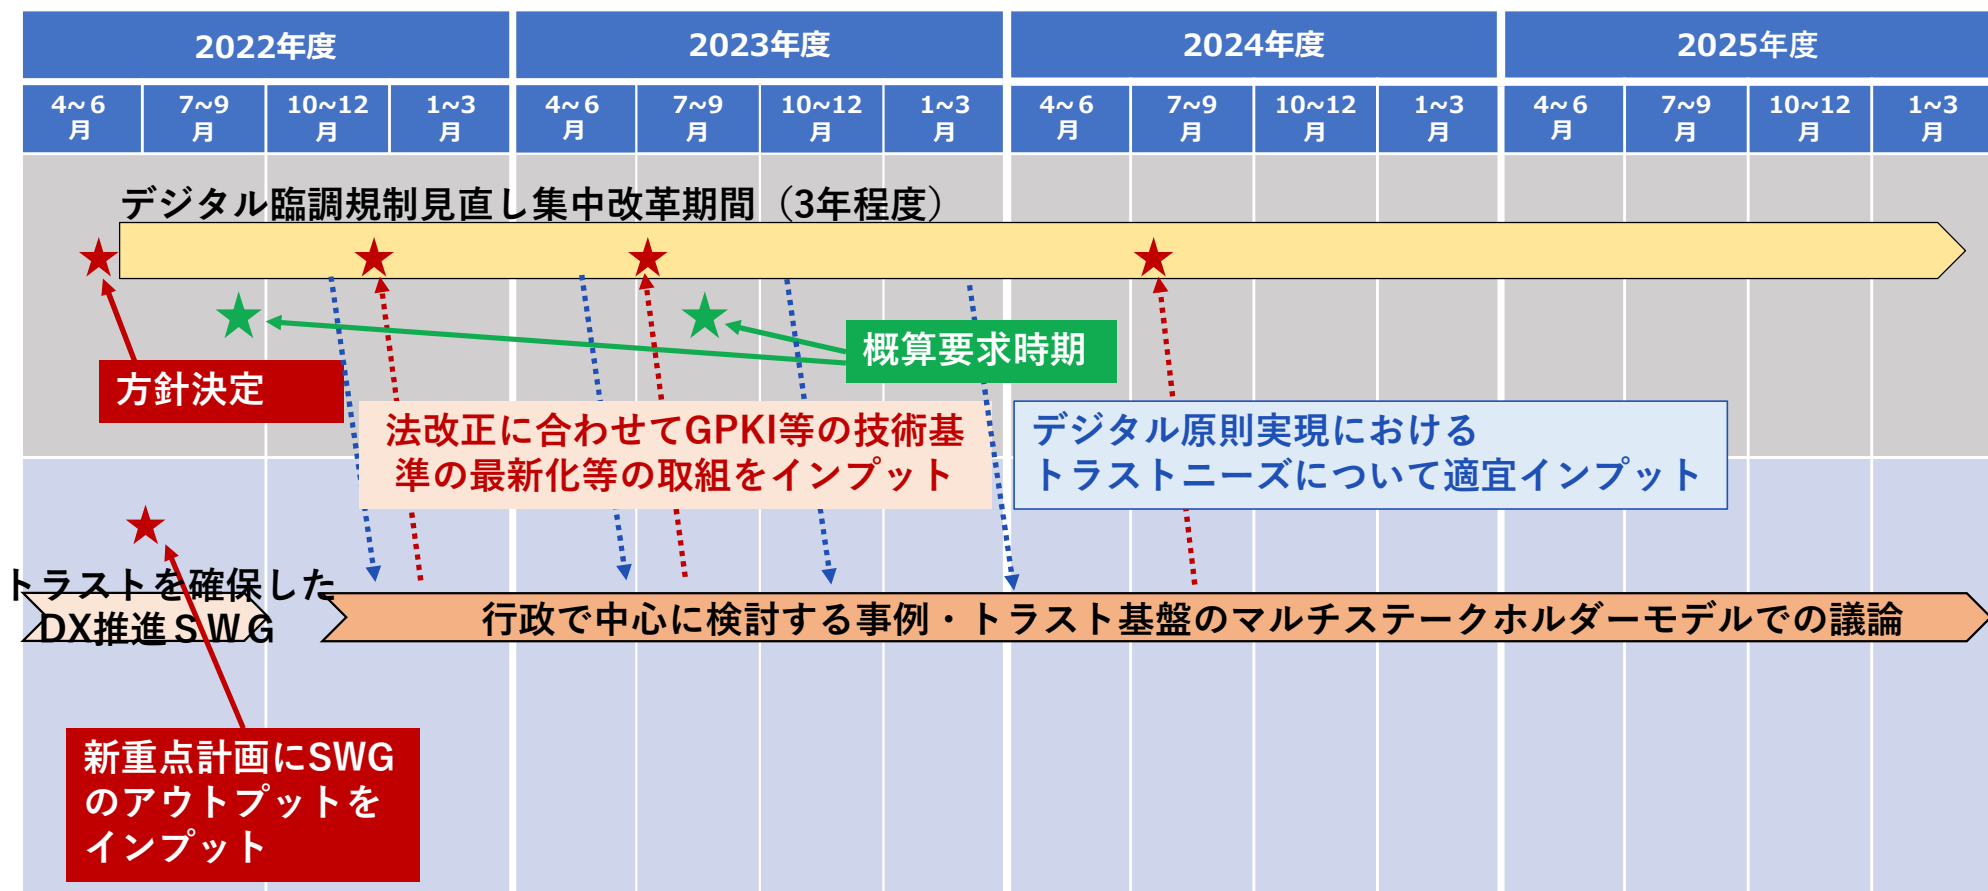 2022年度
2023年度
2024年度
2025年度
4~６
月
7~9
月
10~12
月
1~3
月
4~６
月
7~9
月
10~12
月
1~3
月
4~６
月
7~9
月
10~12
月
1~3
月
4~６
月
7~9
月
10~12
月
1~3
月
デジタル臨調規制見直し集中改革期間（3年程度）
概算要求時期
方針決定
法改正に合わせてGPKI等の技術基
準の最新化等の取組をインプット
デジタル原則実現における
トラストニーズについて適宜インプット
トラストを確保した
DX推進ＳＷＧ
行政で中心に検討する事例・トラスト基盤のマルチステークホルダーモデルでの議論
新重点計画にSWG
のアウトプットを
インプット